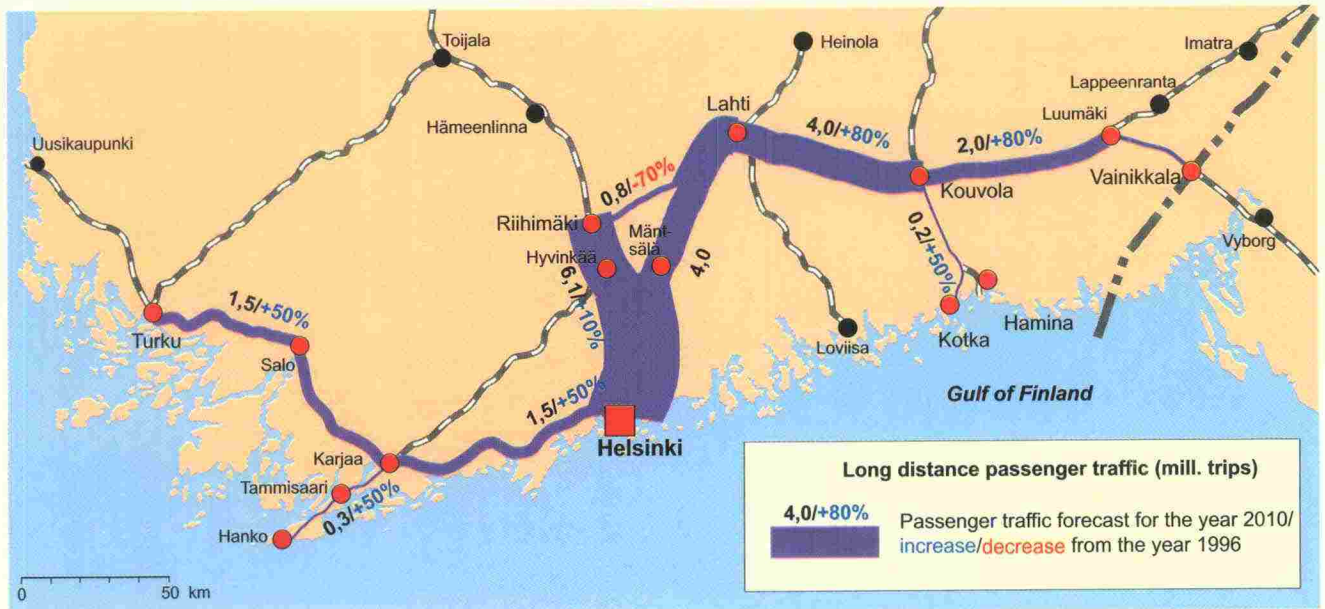 Toijala
Heinola
Imatra
Lappeenranta
Lahti
Luumäki
4,0/+80%
2,0/+80%
Hämeenlinna
Uusikaupunki
0,8/-70%
Kouvola
Vainikkala
Riihimäki
Mänt-
sälä
Hyvinkää
4,0
0,2/+50%
Vyborg
6,1/+10%
1,5/+50%
Turku
Salo
Loviisa
Kotka
Hamina
Gulf of Finland
1,5/+50%
Helsinki
Karjaa
Tammisaari
0,3/+50%
Hanko
0 50 km
Long distance passenger traffic (mill. trips)
4,0/+80%
Passenger traffic forecast for the year 2010/
increase/decrease from the year 1996